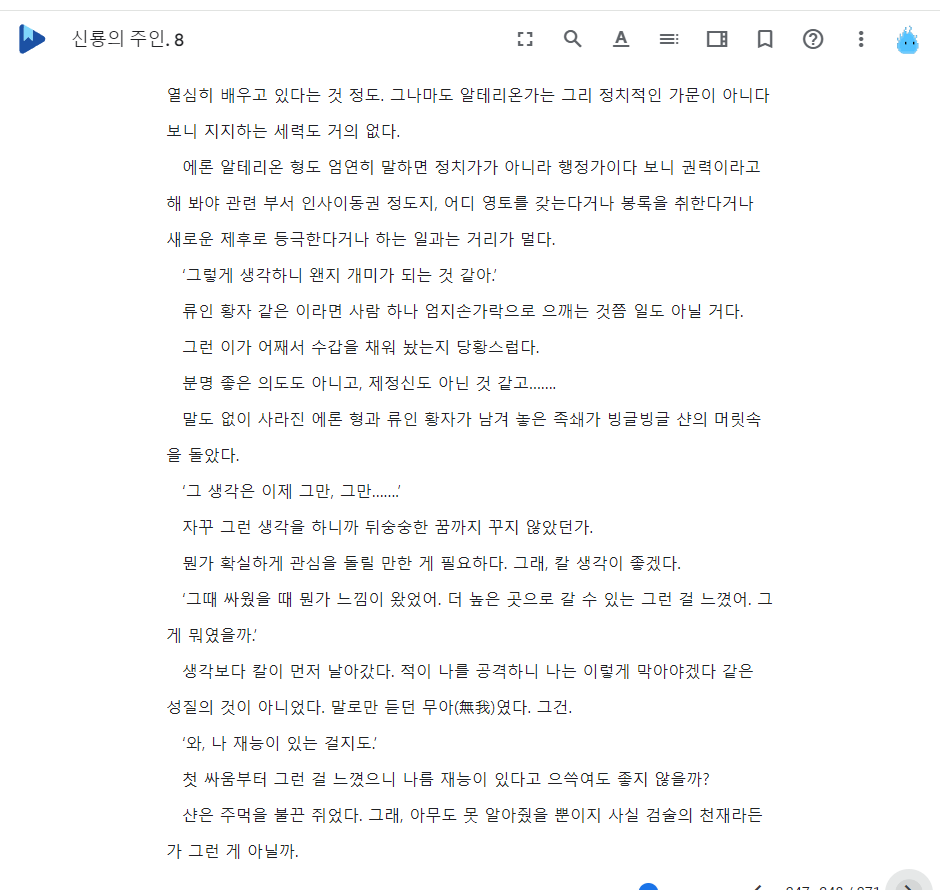 신룡의 주인. 8
열심히 배우고 있다는 것 정도. 그나마도 알테리온가는 그리 정치적인 가문이 아니다
보니 지지하는 세력도 거의 없다.
에론 알테리온 형도 엄연히 말하면 정치가가 아니라 행정가이다 보니 권력이라고
해 봐야 관련 부서 인사이동권 정도지, 어디 영토를 갖는다거나 봉록을 취한다거나
새로운 제후로 등극한다거나 하는 일과는 거리가 멀다.
‘그렇게 생각하니 왠지 개미가 되는 것 같아.’
류인 황자 같은 이라면 사람 하나 엄지손가락으로 으깨는 것쯤 일도 아닐 거다.
그런 이가 어째서 수갑을 채워 놨는지 당황스럽다.
분명 좋은 의도도 아니고, 제정신도 아닌 것 같고…….
말도 없이 사라진 에론 형과 류인 황자가 남겨 놓은 족쇄가 빙글빙글 샨의 머릿속
을 돌았다.
‘그 생각은 이제 그만, 그만…….’
자꾸 그런 생각을 하니까 뒤숭숭한 꿈까지 꾸지 않았던가.
뭔가 확실하게 관심을 돌릴 만한 게 필요하다. 그래, 칼 생각이 좋겠다.
‘그때 싸웠을 때 뭔가 느낌이 왔었어. 더 높은 곳으로 갈 수 있는 그런 걸 느꼈어. 그
게 뭐였을까.’
생각보다 칼이 먼저 날아갔다. 적이 나를 공격하니 나는 이렇게 막아야겠다 같은
성질의 것이 아니었다. 말로만 듣던 무아(無我)였다. 그건.
‘와, 나 재능이 있는 걸지도.’
첫 싸움부터 그런 걸 느꼈으니 나름 재능이 있다고 으쓱여도 좋지 않을까?
샨은 주먹을 불끈 쥐었다. 그래, 아무도 못 알아줬을 뿐이지 사실 검술의 천재라든
가 그런 게 아닐까.